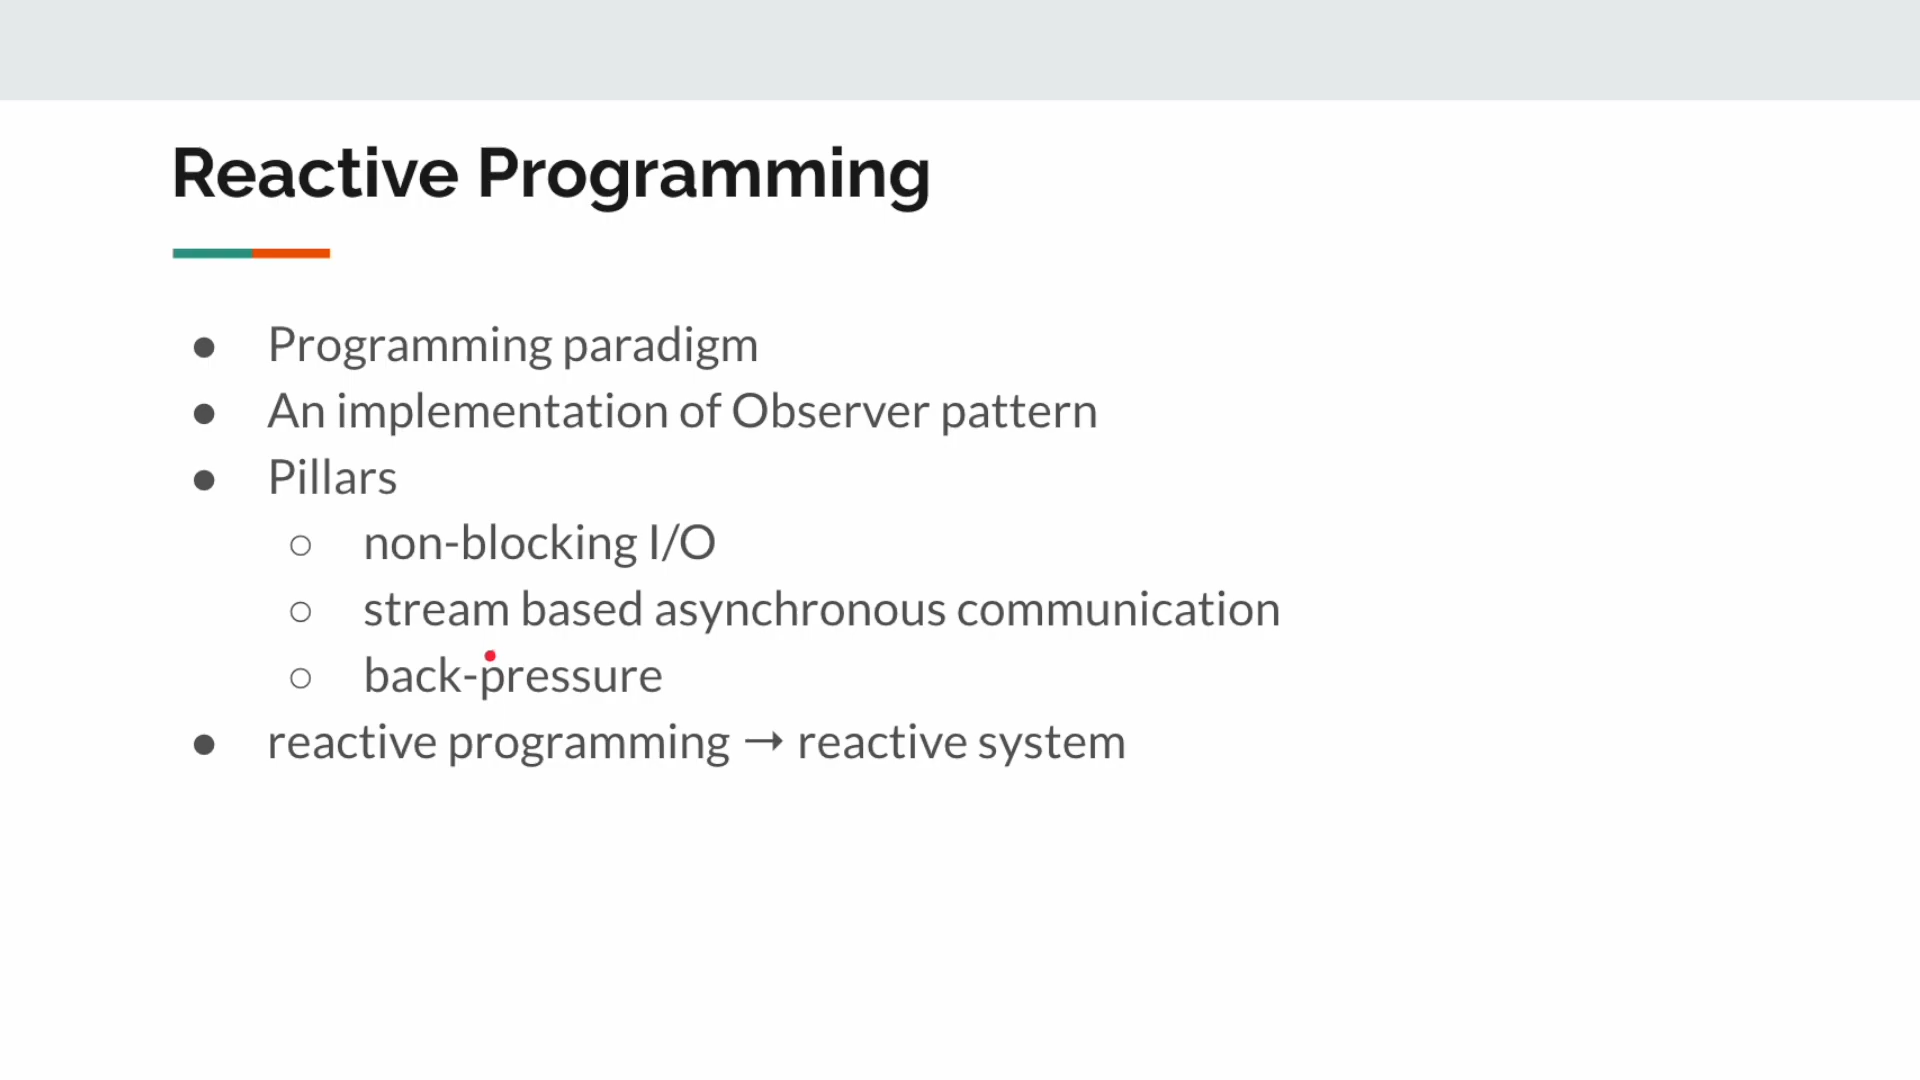 Reactive Programming
● Programming paradigm
● An implementation of Observer pattern
● Pillars
○ non-blocking I/O
○ stream based asynchronous communication
○ back-pressure
● reactive programming → reactive system